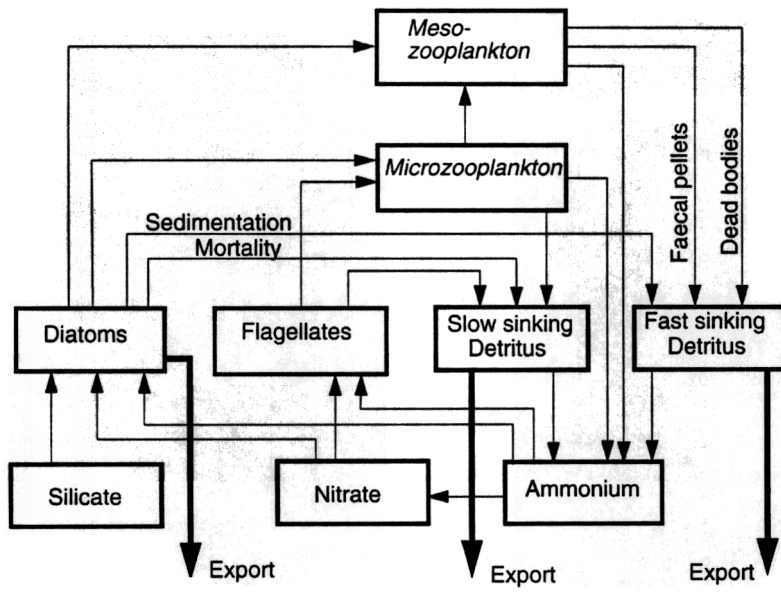 Meso-
zooplankton
Microzooplankton
Sedimentation
Mortality
Faecal pellets
Dead bodies
Diatoms
Flagellates
Slow sinking
Detritus
Fast sinking
Detritus
Silicate
Nitrate
Ammonium
Export
Export
Export